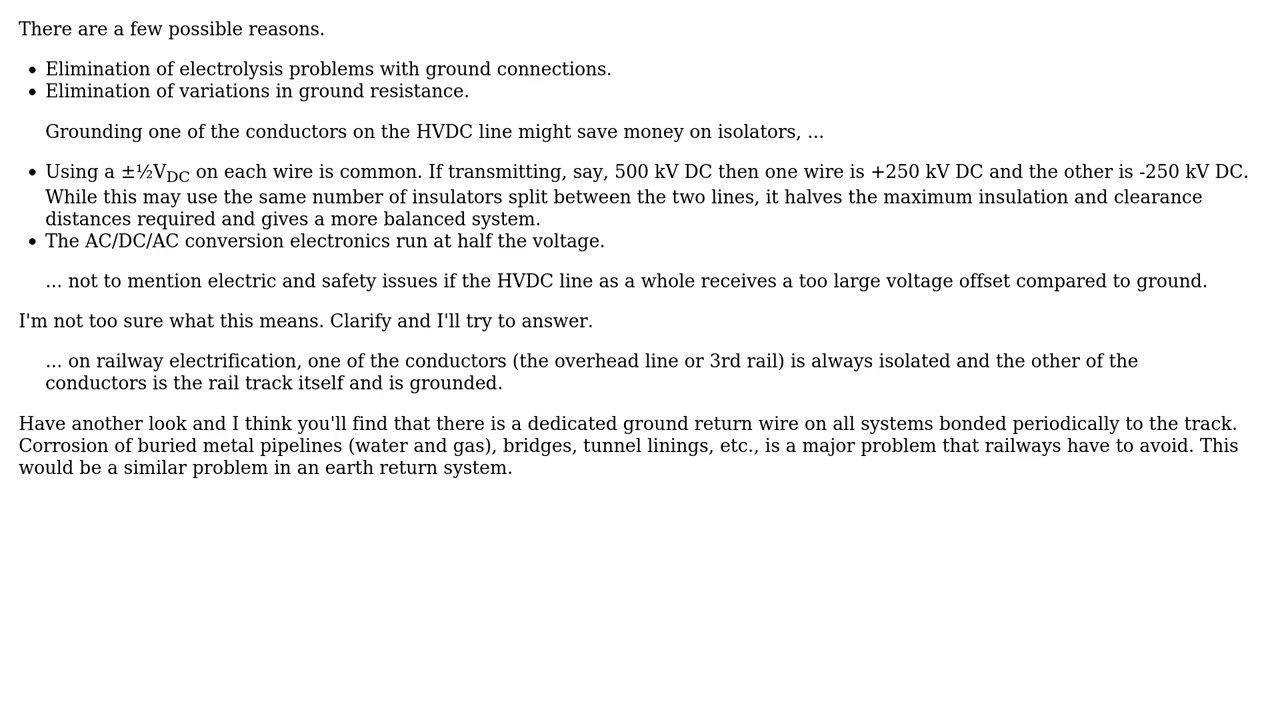 There are a few possible reasons.
• Elimination of electrolysis problems with ground connections.
• Elimination of variations in ground resistance.
Grounding one of the conductors on the HVDC line might save money on isolators, ...
• Using a ±½V_DC on each wire is common. If transmitting, say, 500 kV DC then one wire is +250 kV DC and the other is -250 kV DC.
While this may use the same number of insulators split between the two lines, it halves the maximum insulation and clearance
distances required and gives a more balanced system.
• The AC/DC/AC conversion electronics run at half the voltage.
... not to mention electric and safety issues if the HVDC line as a whole receives a too large voltage offset compared to ground.
I'm not too sure what this means. Clarify and I'll try to answer.
... on railway electrification, one of the conductors (the overhead line or 3rd rail) is always isolated and the other of the
conductors is the rail track itself and is grounded.
Have another look and I think you'll find that there is a dedicated ground return wire on all systems bonded periodically to the track.
Corrosion of buried metal pipelines (water and gas), bridges, tunnel linings, etc., is a major problem that railways have to avoid. This
would be a similar problem in an earth return system.